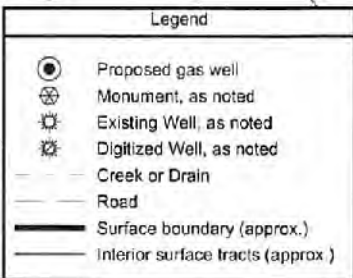 Legend
Proposed gas well
Monument, as noted
Existing Well, as noted
Digitized Well, as noted
Creek or Drain
Road
Surface boundary (approx.)
Interior surface tracts (approx.)